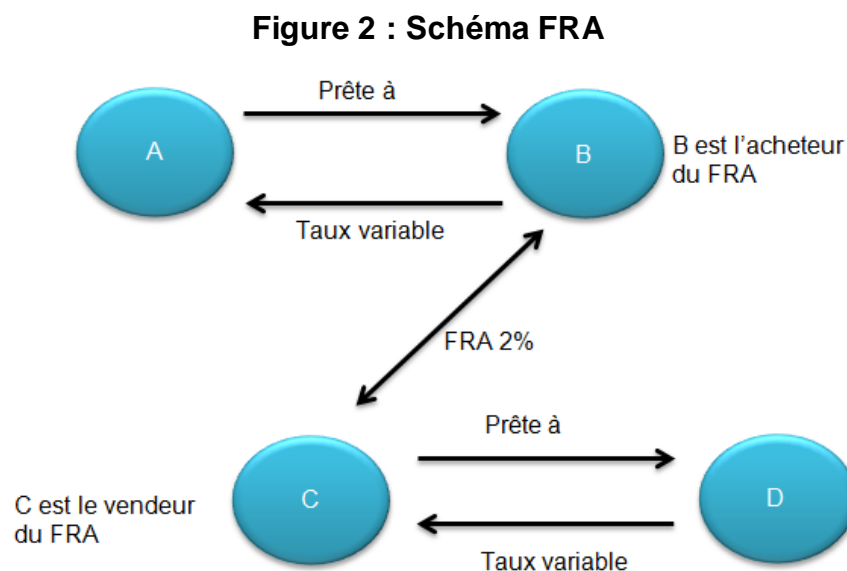 Figure 2 : Schéma FRA
Prête à
A
B
B est l'acheteur
du FRA
Taux variable
FRA 2%
Prête à
C est le vendeur
du FRA
C
D
Taux variable